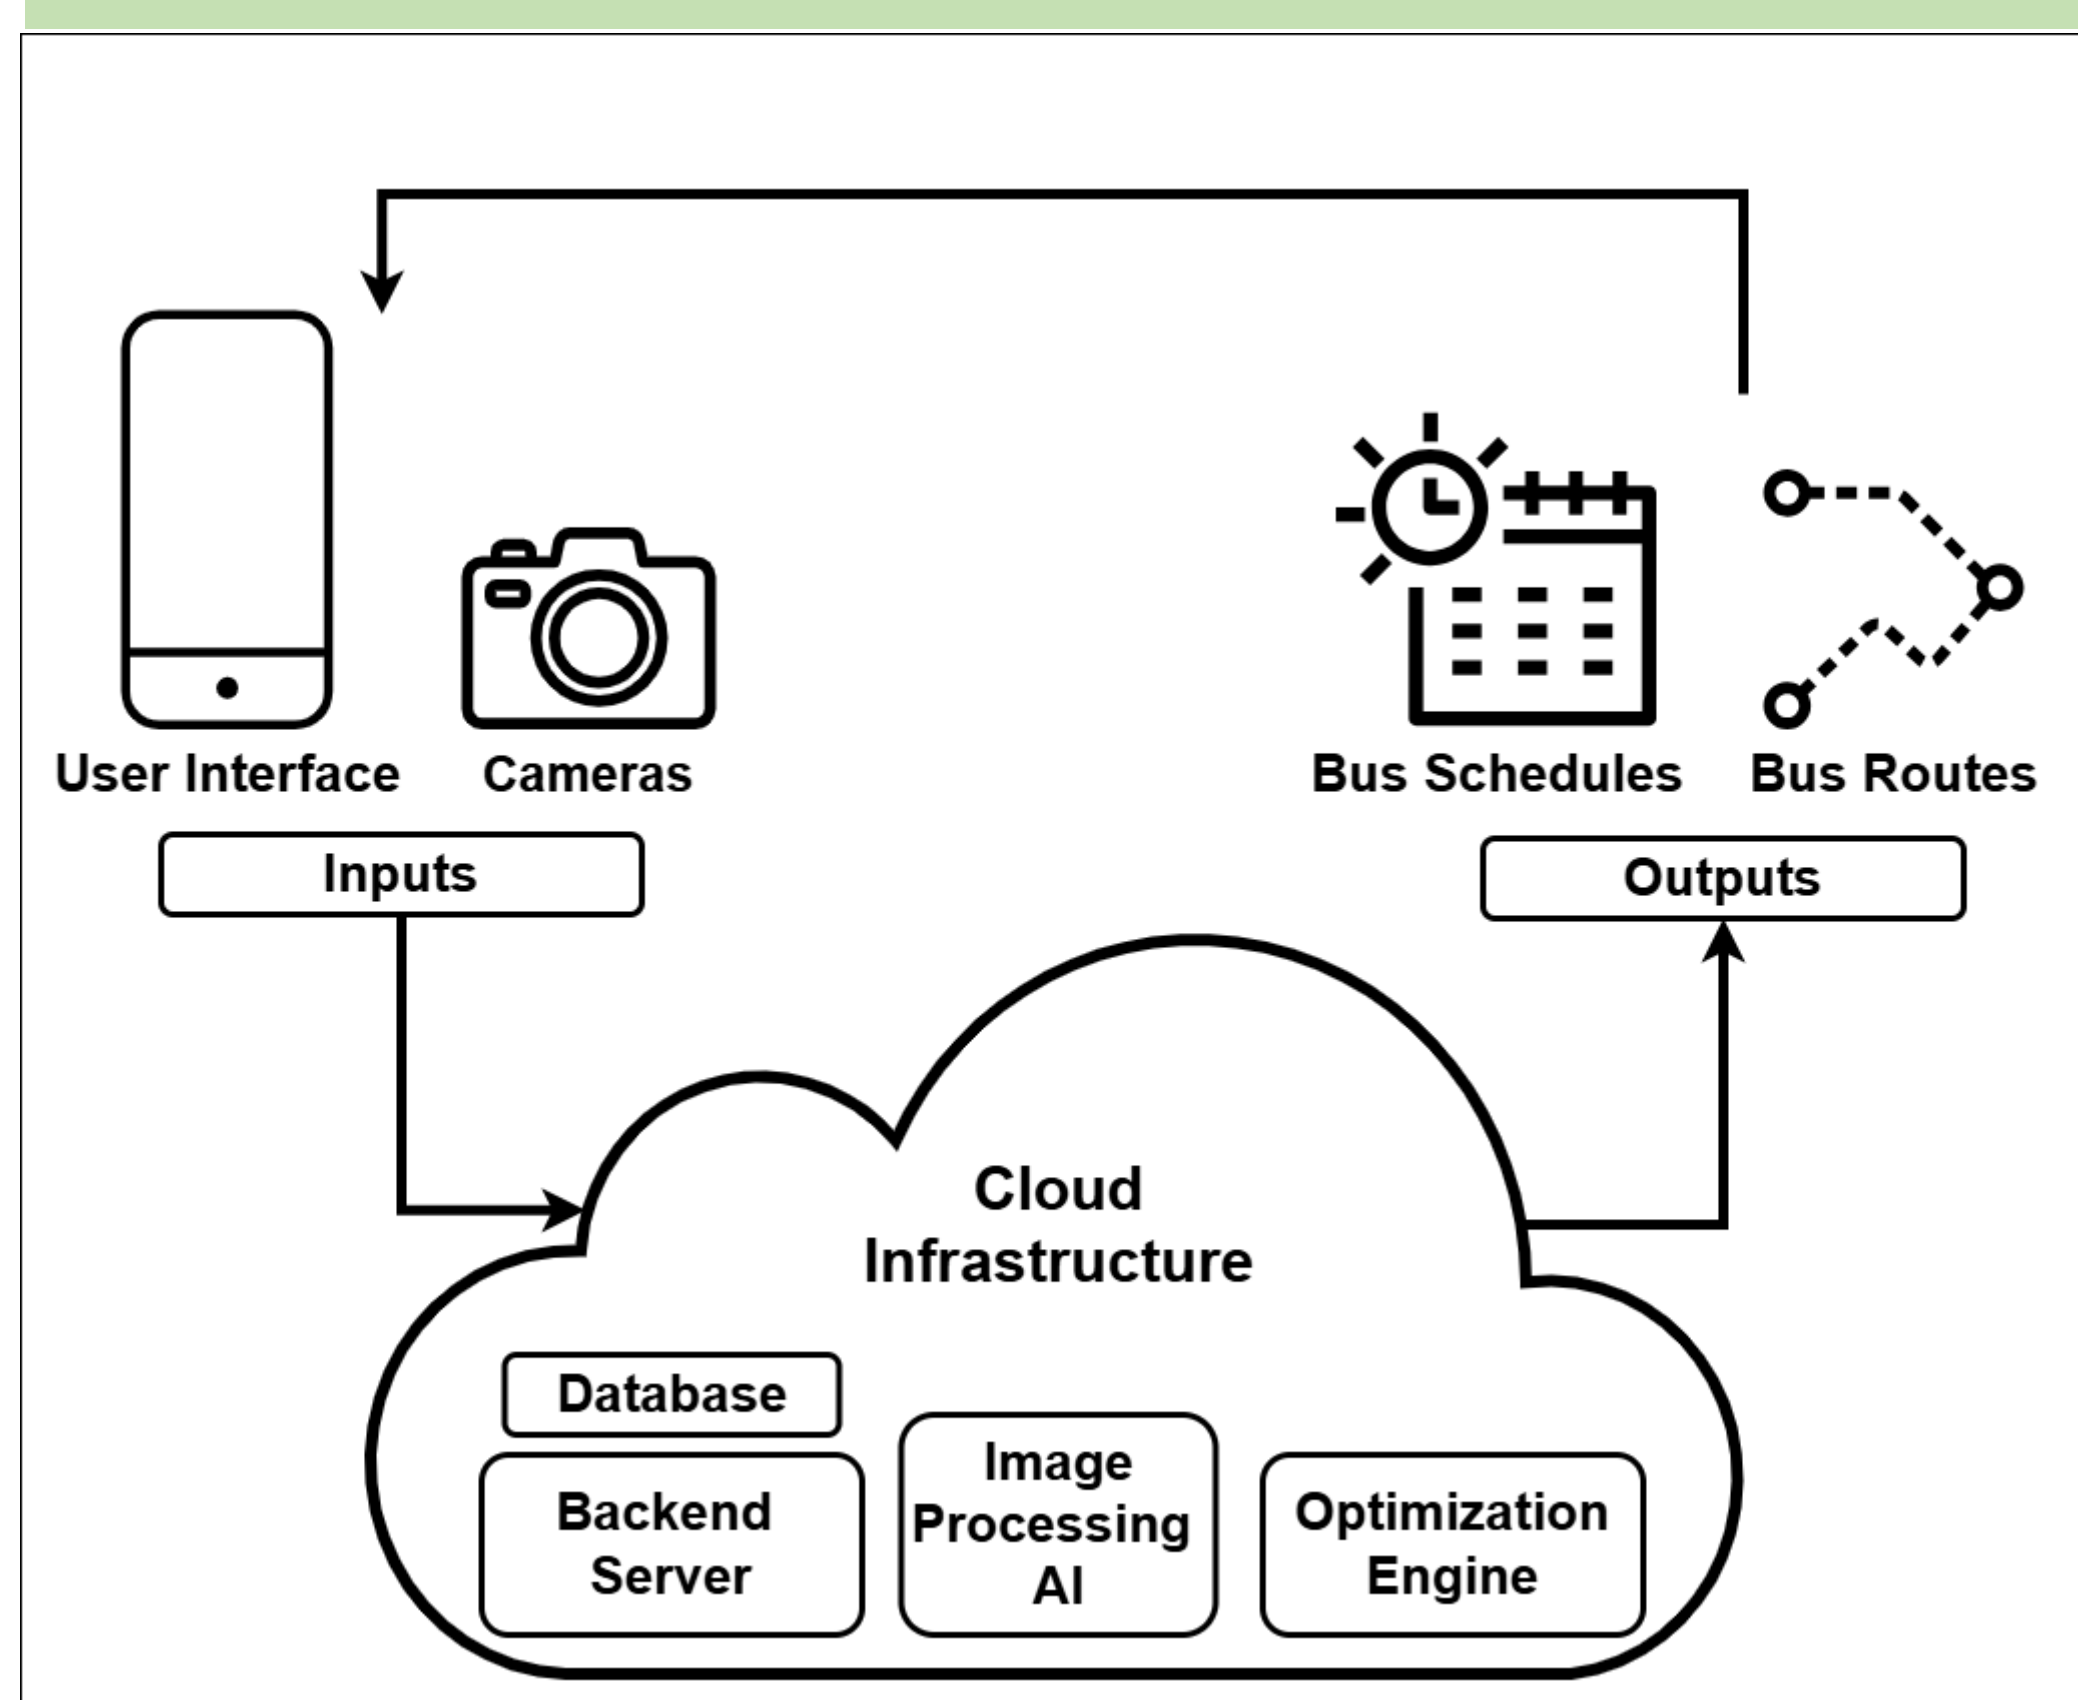 User Interface
Cameras
Bus Schedules
Bus Routes
Inputs
Outputs
Cloud
Infrastructure
Database
Backend
Server
Image
Processing
AI
Optimization
Engine